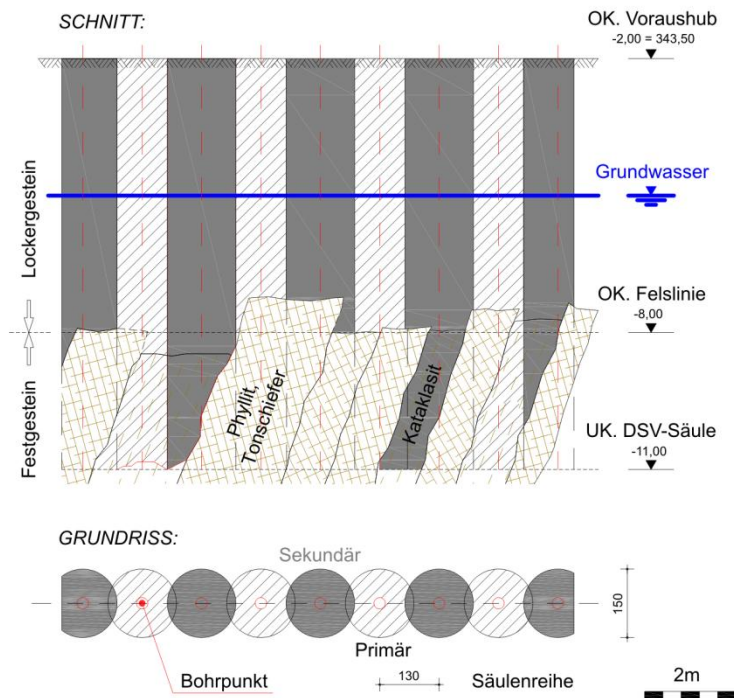 SCHNITT:
OK. Voraushub
-2,00 = 343,50
Grundwasser
Lockergestein
OK. Felslinie
-8,00
Festgestein
Phyllit,
Tonschiefer
Kataklasit
UK. DSV-Säule
-11,00
GRUNDRISS:
Sekundär
150
Primär
Bohrpunkt
130
Säulenreihe
2m